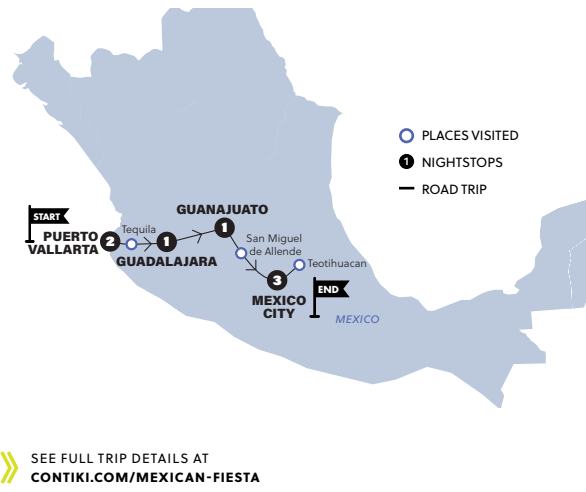 PLACES VISITED
1 NIGHTSTOPS
ROAD TRIP
START
PUERTO
VALLARTA
2
Tequila
1
GUADALAJARA
GUANAJUATO
1
San Miguel
de Allende
Teotihuacan
3
MEXICO
CITY
END
MEXICO
SEE FULL TRIP DETAILS AT
CONTIKI.COM/MEXICAN-FIESTA